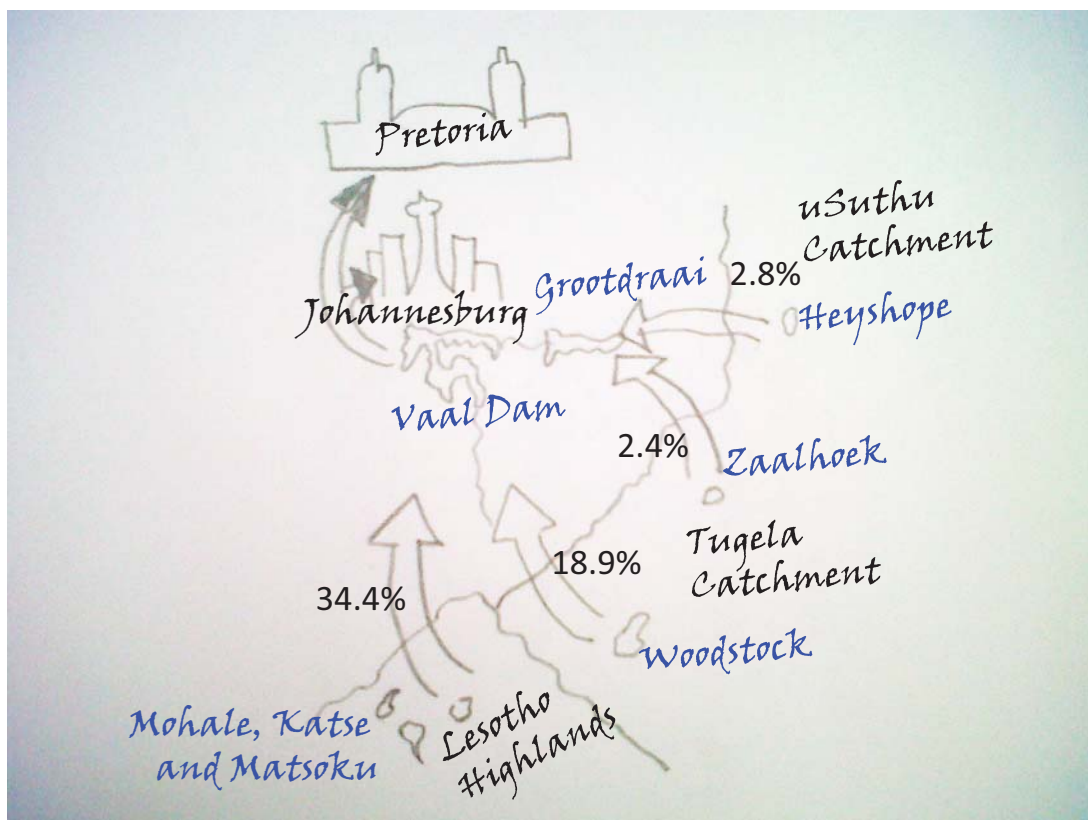 Pretoria
uSuthu
Catchment
Grootdraai
2.8%
Johannesburg
Heyshope
Vaal Dam
2.4%
Zaalhoek
Tugela
Catchment
18.9%
34.4%
Woodstock
Mohale, Katse
and Matsoku
Lesotho
Highlands